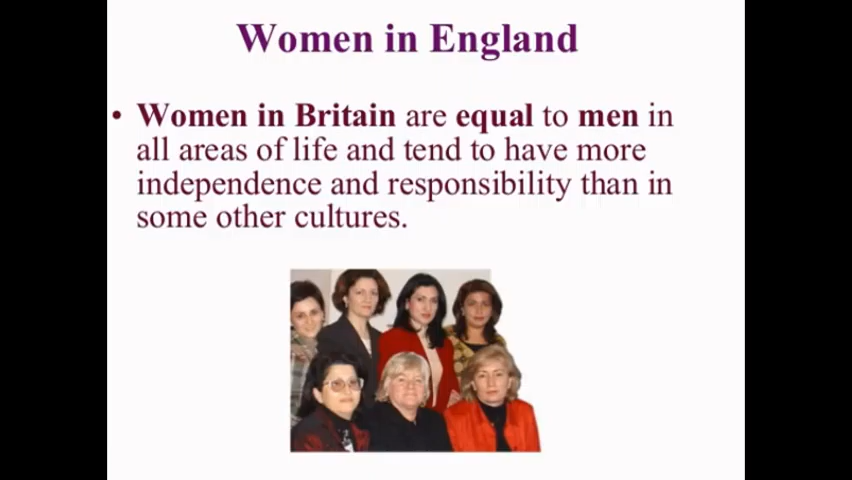 Women in England
• Women in Britain are equal to men in
all areas of life and tend to have more
independence and responsibility than in
some other cultures.